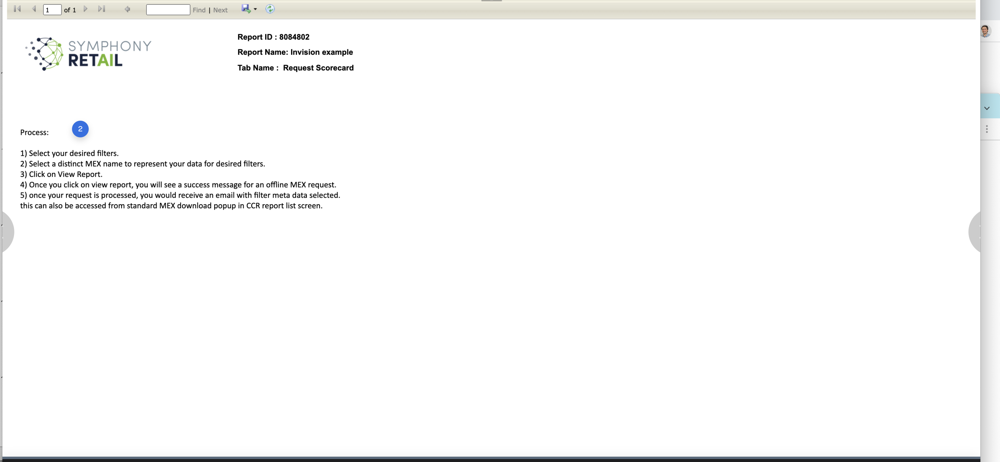 1 of 1 Find | Next
SYMPHONY
RETAIL
Report ID : 8084802
Report Name: Invision example
Tab Name : Request Scorecard
2
Process:
1) Select your desired filters.
2) Select a distinct MEX name to represent your data for desired filters.
3) Click on View Report.
4) Once you click on view report, you will see a success message for an offline MEX request.
5) once your request is processed, you would receive an email with filter meta data selected.
this can also be accessed from standard MEX download popup in CCR report list screen.